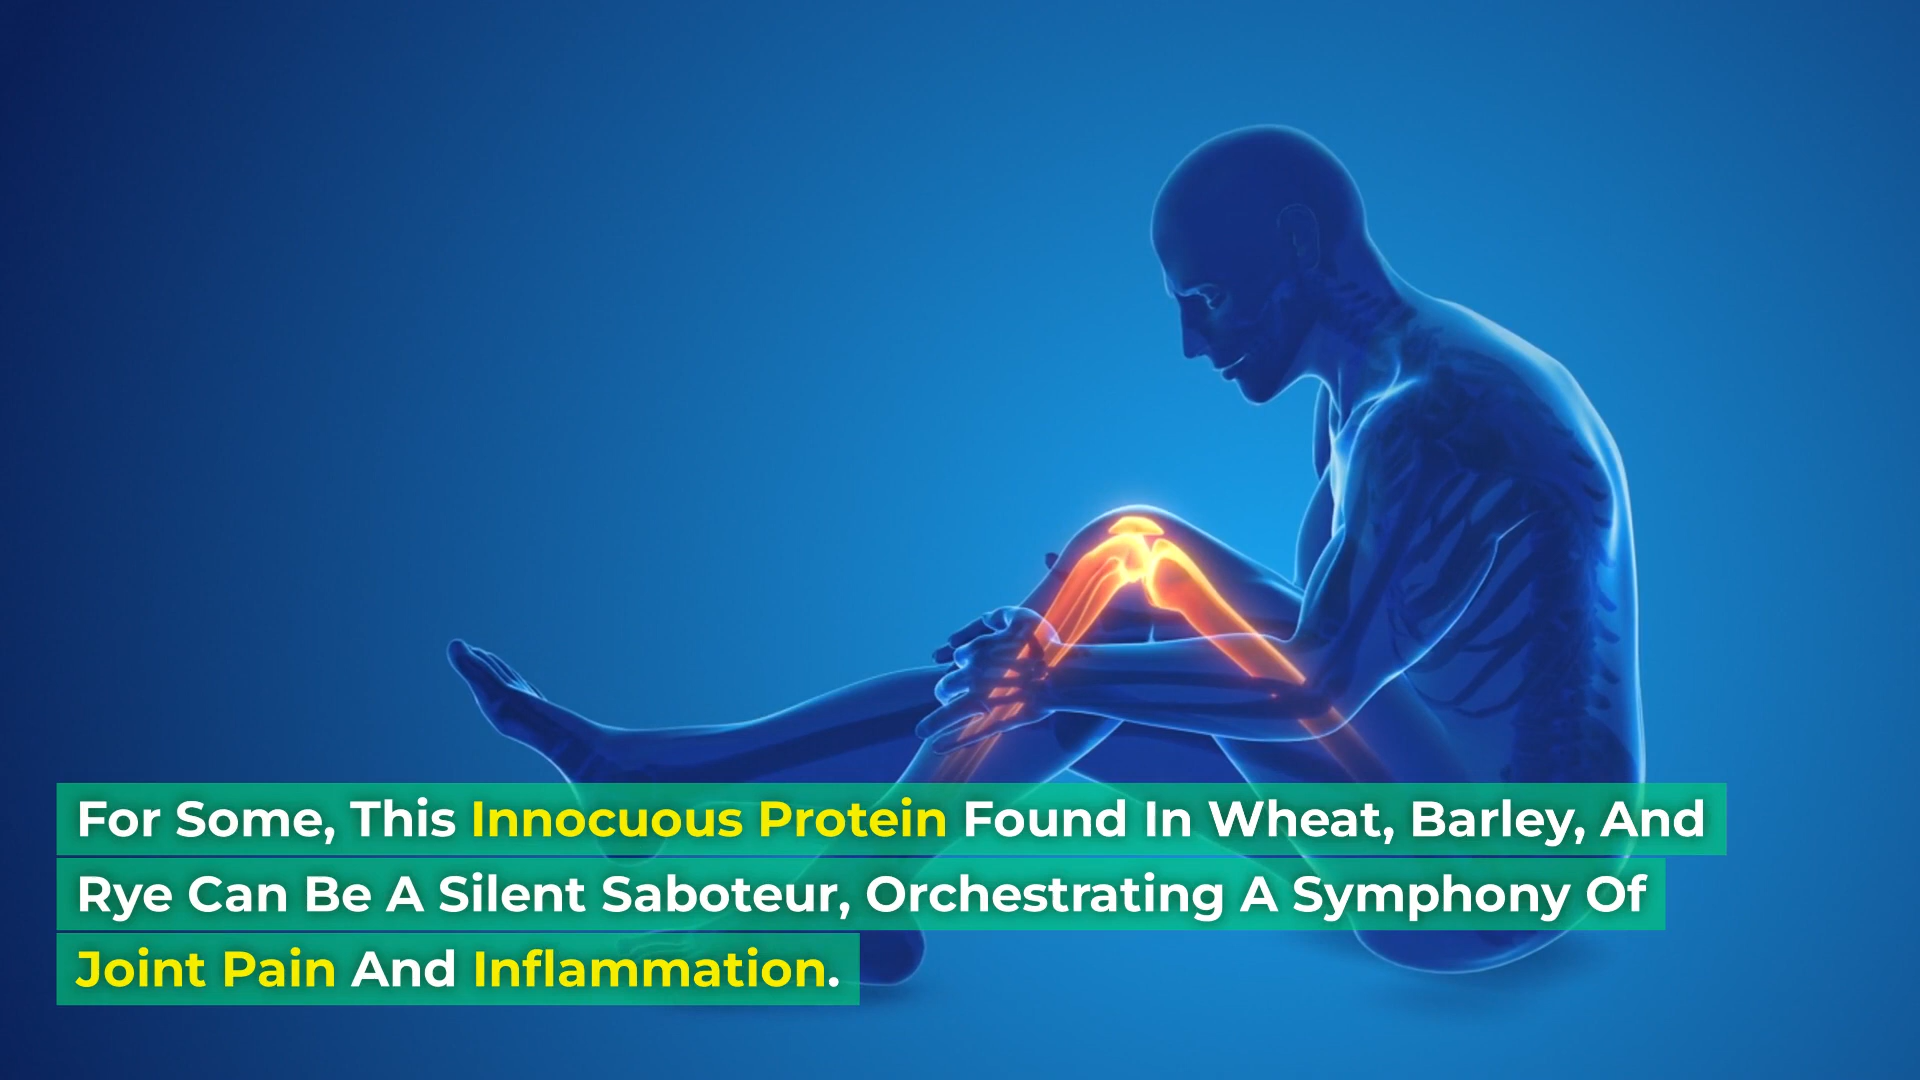 For Some, This Innocuous Protein Found In Wheat, Barley, And
Rye Can Be A Silent Saboteur, Orchestrating A Symphony Of
Joint Pain And Inflammation.